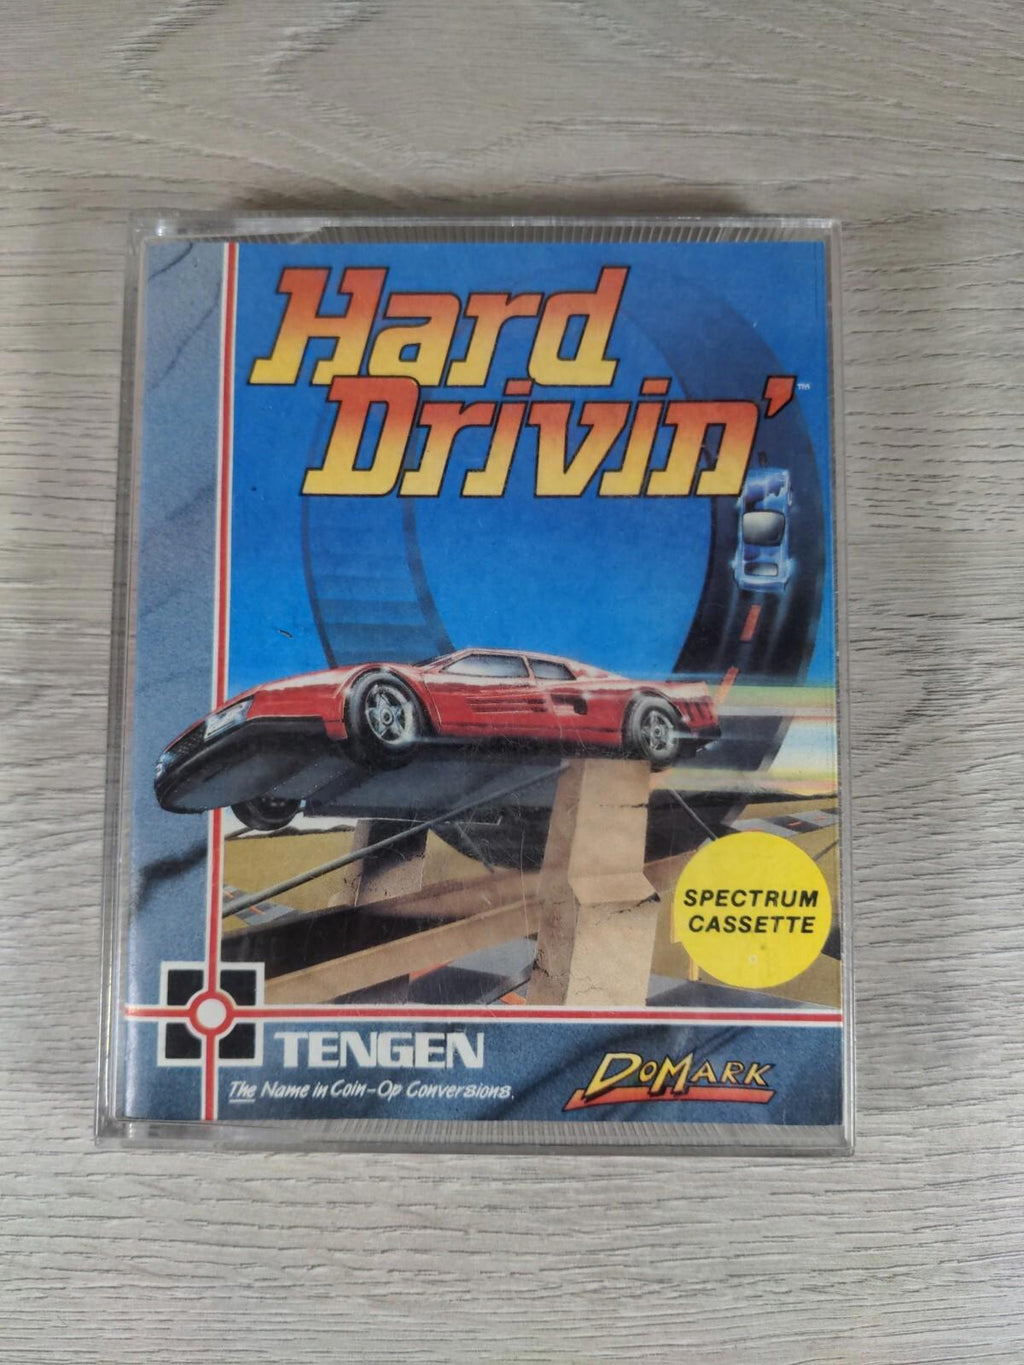 Hard
Drivin'™
SPECTRUM
CASSETTE
TENGEN
The Name in Coin-Op Conversions.
DOMARK